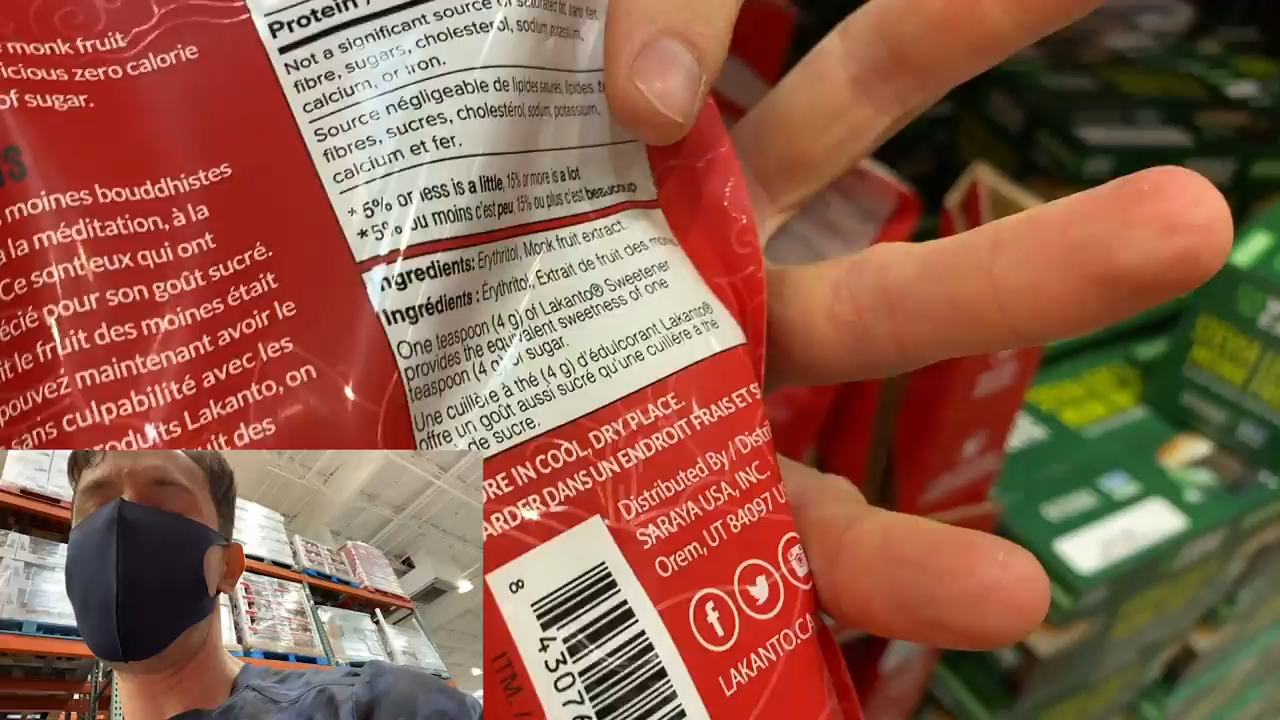 monk fruit
icious zero calorie
of sugar.
moines bouddhistes
la méditation, à la
Ce sont eux qui ont
écié pour son goût sucré.
it le fruit des moines était
pouvez maintenant avoir le
sans culpabilité avec les
roduits Lakanto, on
uit des
Protein /
Not a significant source of saturated fat, trans fat,
fibre, sugars, cholesterol, sodium, potassium,
calcium, or iron.
Source négligeable de lipides saturés, lipides
fibres, sucres, cholestérol, sodium, potassium,
calcium et fer.
* 5% or less is a little, 15% or more is a lot
* 5% ou moins c'est peu, 15% ou plus c'est beaucoup
Ingredients: Erythritol, Monk fruit extract.
Ingrédients : Érythritol, Extrait de fruit des
One teaspoon (4 g) of Lakanto® Sweetener
provides the equivalent sweetness of one
teaspoon (4 g) of sugar.
Une cuillère à thé (4 g) d'édulcorant Lakanto®
offre un goût aussi sucré qu'une cuillère à thé
de sucre.
ORE IN COOL, DRY PLACE.
ARDER DANS UN ENDROIT FRAIS ET S
Distributed By / Distri
SARAYA USA, INC.
Orem, UT 84097 U
LAKANTO.CA
8 43076
ITM. /